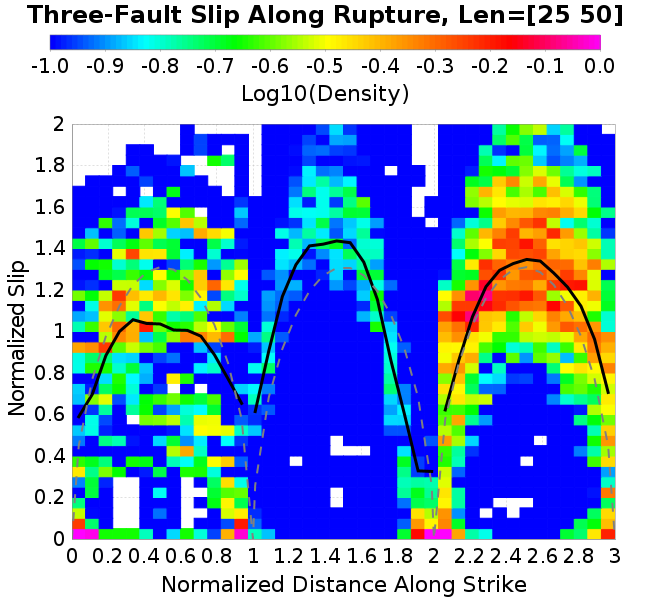 Three-Fault Slip Along Rupture, Len=[25 50]
-1.0 -0.9 -0.8 -0.7 -0.6 -0.5 -0.4 -0.3 -0.2 -0.1 0.0
Log10(Density)
2
1.8
1.6
1.4
1.2
1
0.8
0.6
0.4
0.2
0
Normalized Slip
0 0.2 0.4 0.6 0.8 1 1.2 1.4 1.6 1.8 2 2.2 2.4 2.6 2.8 3
Normalized Distance Along Strike